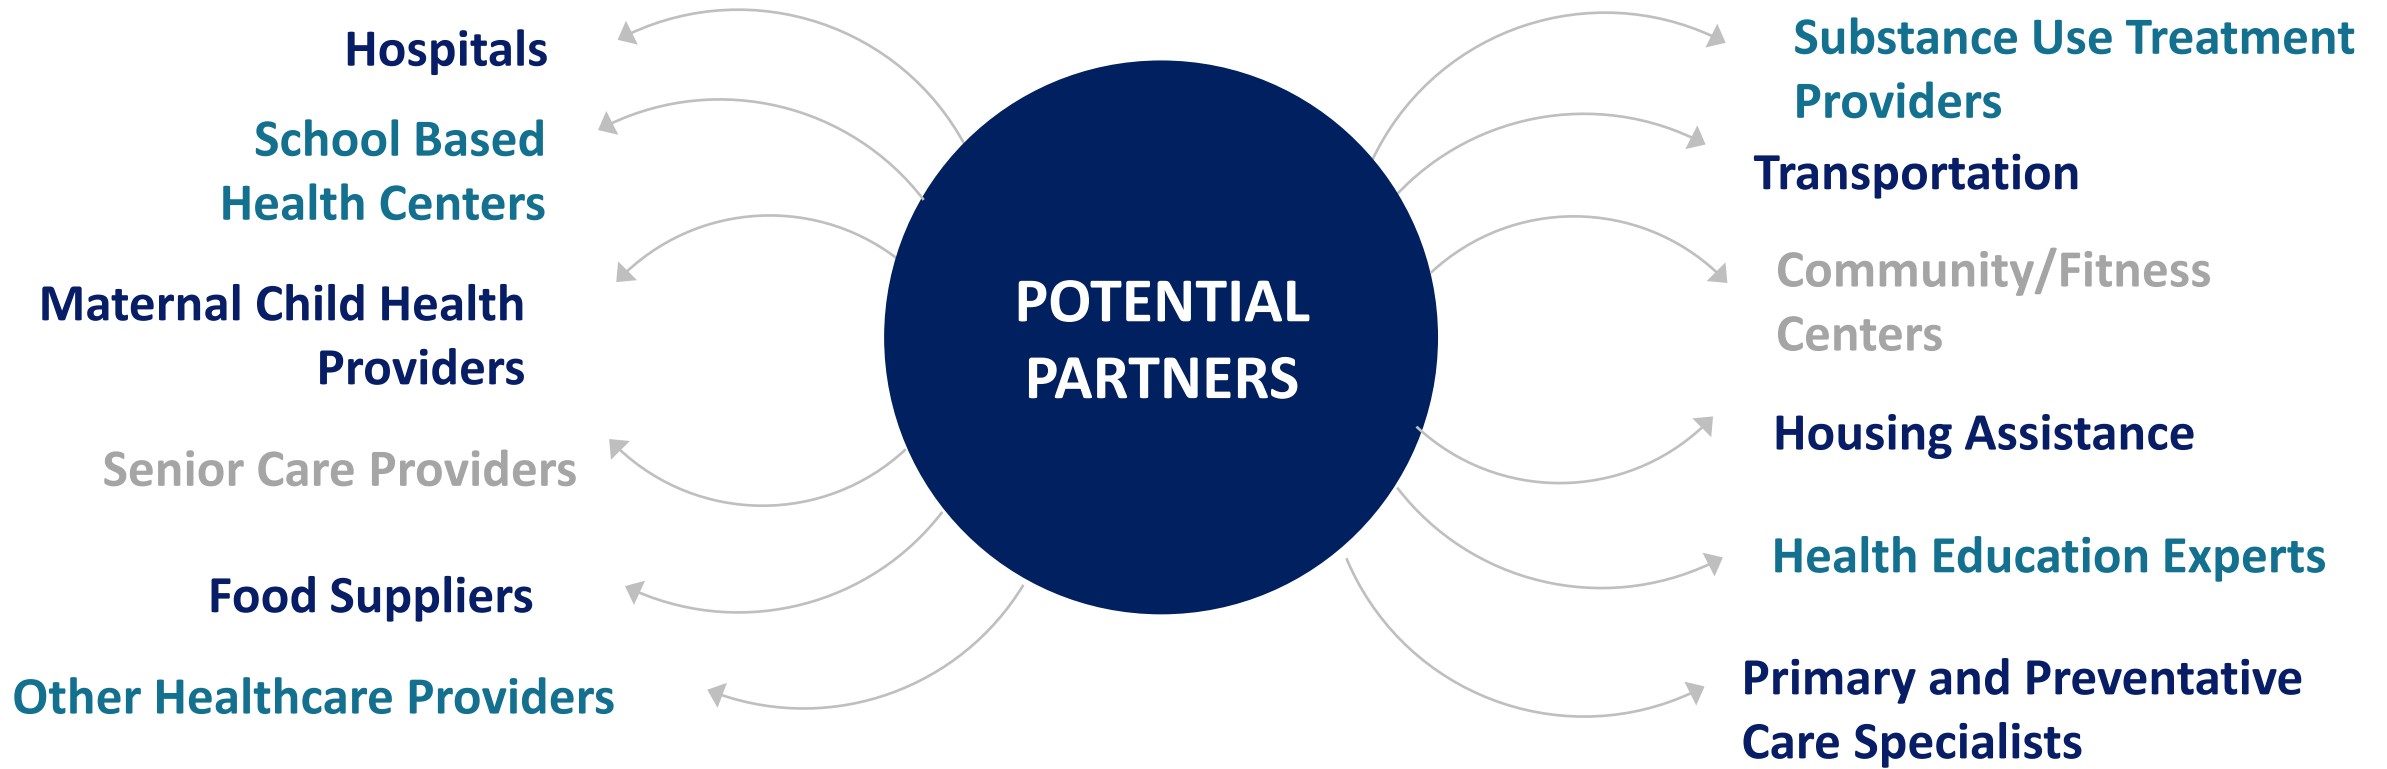 Hospitals
School Based
Health Centers
Maternal Child Health
Providers
Senior Care Providers
Food Suppliers
Other Healthcare Providers
POTENTIAL
PARTNERS
Substance Use Treatment
Providers
Transportation
Community/Fitness
Centers
Housing Assistance
Health Education Experts
Primary and Preventative
Care Specialists